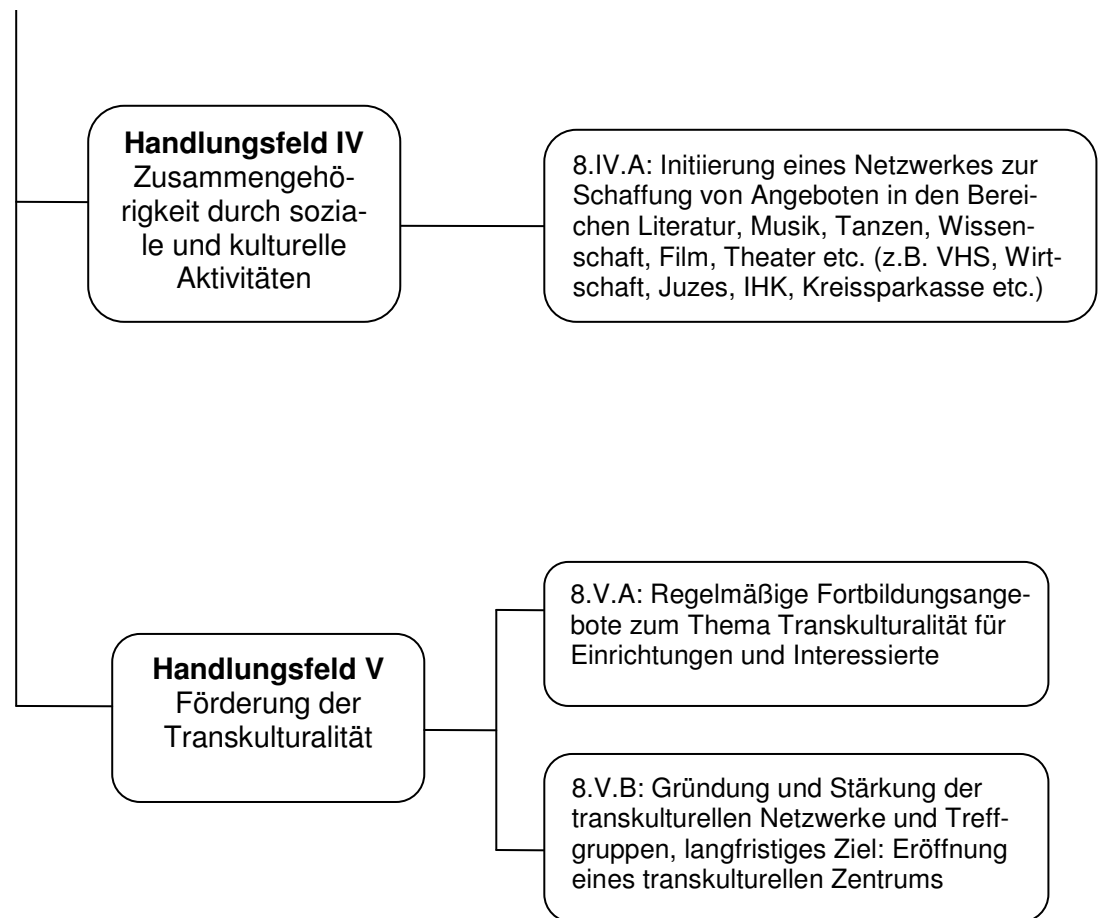 Handlungsfeld IV
Zusammengehö-
rigkeit durch sozia-
le und kulturelle
Aktivitäten
8.IV.A: Initiierung eines Netzwerkes zur
Schaffung von Angeboten in den Berei-
chen Literatur, Musik, Tanzen, Wissen-
schaft, Film, Theater etc. (z.B. VHS, Wirt-
schaft, Juzes, IHK, Kreissparkasse etc.)
Handlungsfeld V
Förderung der
Transkulturalität
8.V.A: Regelmäßige Fortbildungsange-
bote zum Thema Transkulturalität für
Einrichtungen und Interessierte
8.V.B: Gründung und Stärkung der
transkulturellen Netzwerke und Treff-
gruppen, langfristiges Ziel: Eröffnung
eines transkulturellen Zentrums